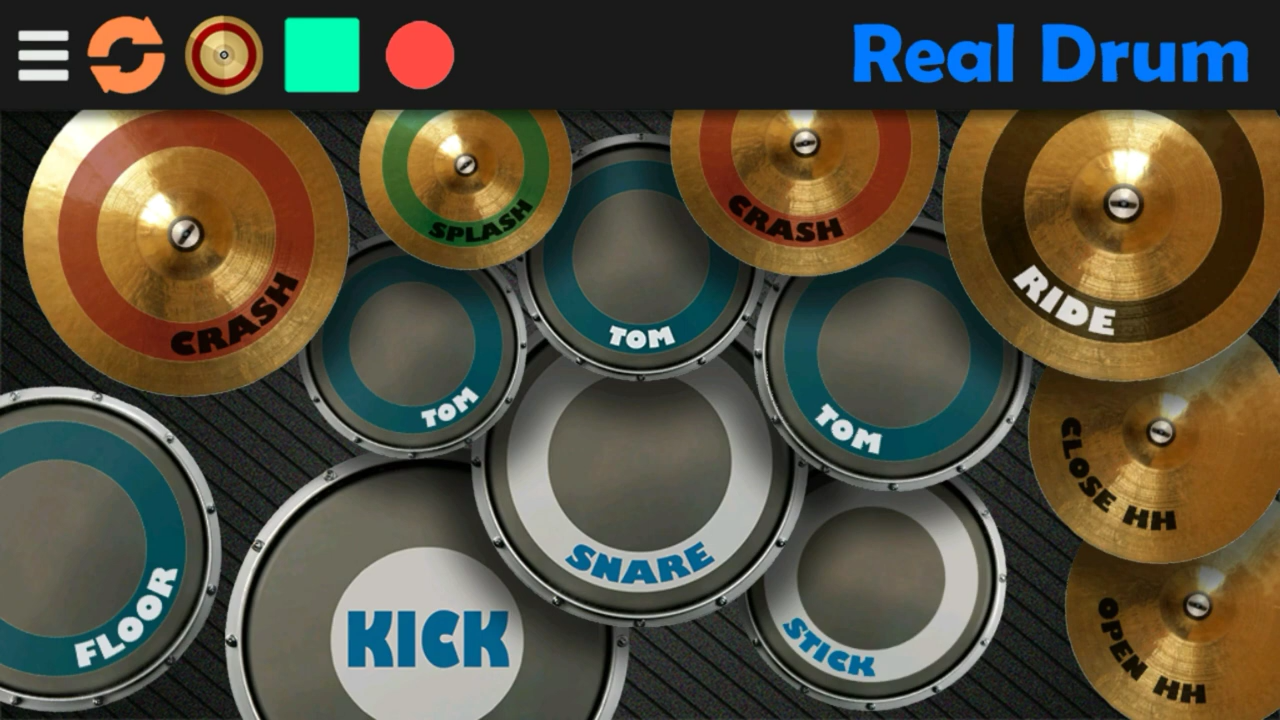 Real Drum
CRASH
SPLASH
CRASH
RIDE
TOM
TOM
TOM
CLOSE HH
FLOOR
KICK
SNARE
STICK
OPEN HH